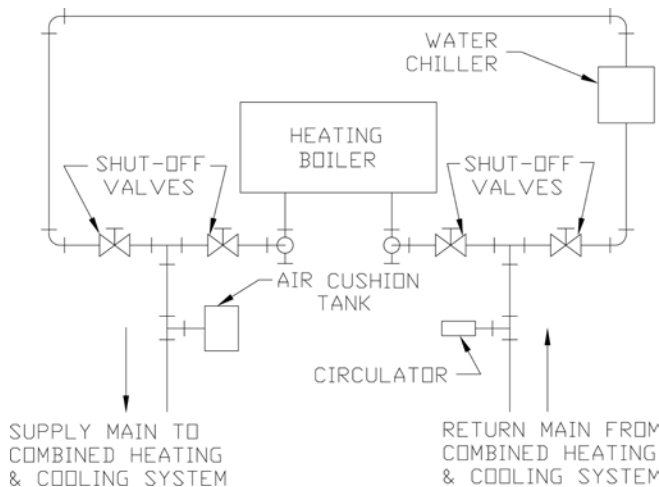 WATER
CHILLER
HEATING
BOILER
SHUT-OFF
VALVES
SHUT-OFF
VALVES
AIR CUSHION
TANK
CIRCULATOR
SUPPLY MAIN TO
COMBINED HEATING
& COOLING SYSTEM
RETURN MAIN FROM
COMBINED HEATING
& COOLING SYSTEM